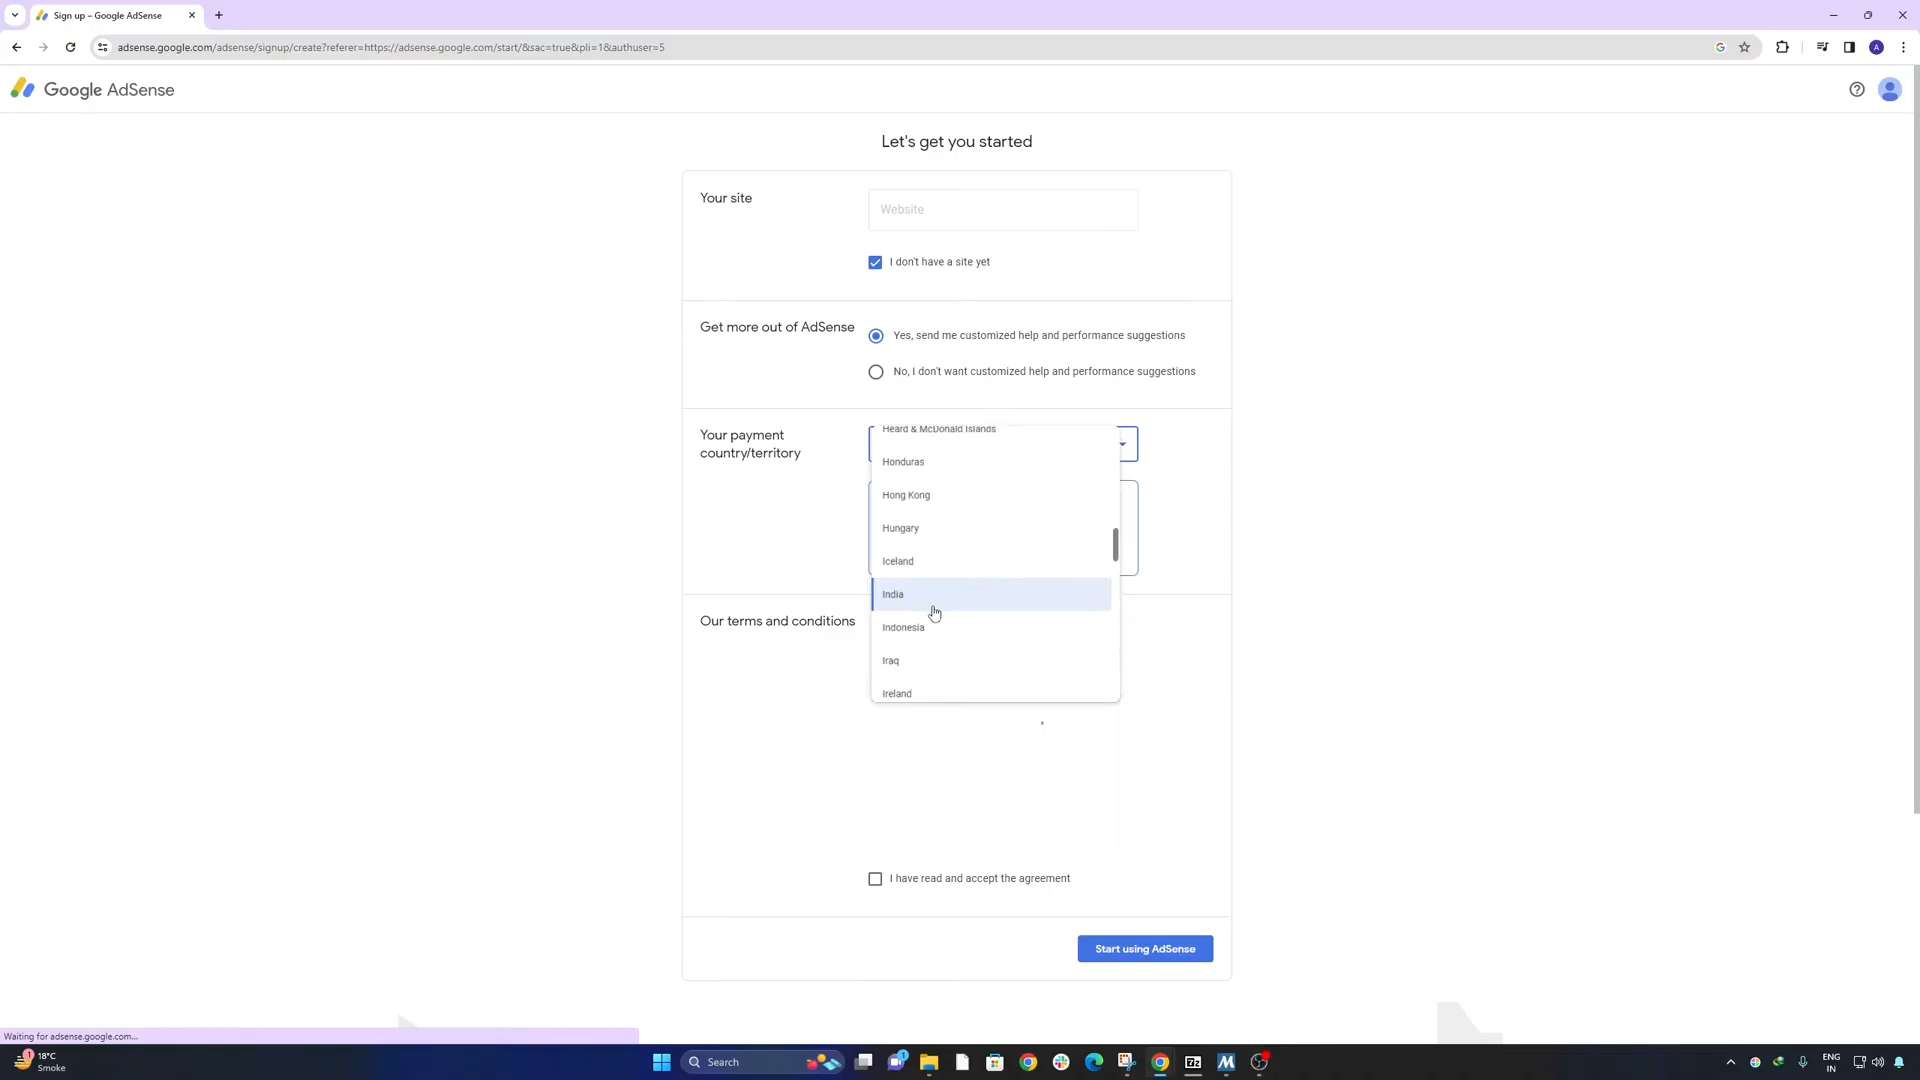 Sign up – Google AdSense
adsense.google.com/adsense/signup/create?referer=https://adsense.google.com/start/&sac=true&pli=1&authuser=5
A
Google AdSense
Let's get you started
Your site
Website
I don't have a site yet
Get more out of AdSense
Yes, send me customized help and performance suggestions
No, I don't want customized help and performance suggestions
Your payment
country/territory
Heard & McDonald Islands
Honduras
Hong Kong
Hungary
Iceland
India
Indonesia
Iraq
Ireland
Our terms and conditions
I have read and accept the agreement
Start using AdSense
Waiting for adsense.google.com...
1
18°C
Smoke
Search
1
7z
M
ENG
IN